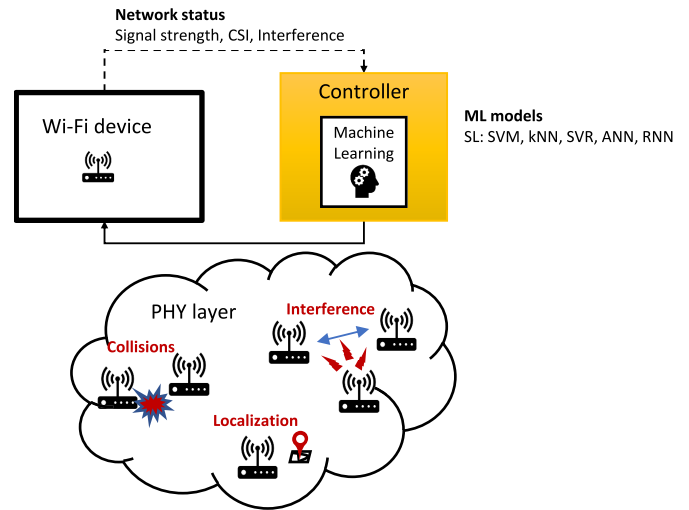 Network status
Signal strength, CSI, Interference
Controller
Wi-Fi device
Machine
Learning
ML models
SL: SVM, kNN, SVR, ANN, RNN
PHY layer
Interference
Collisions
Localization